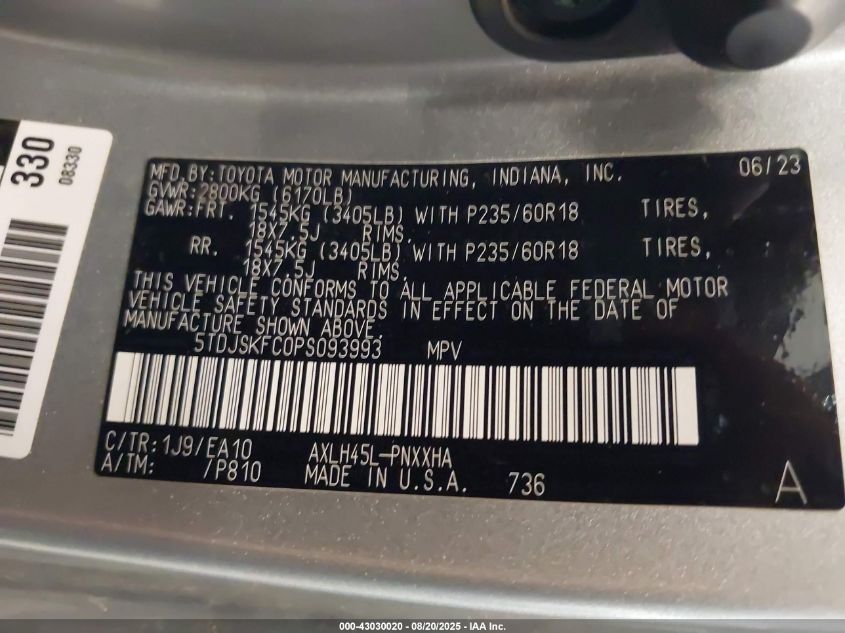 330
08330
MFD.BY:TOYOTA MOTOR MANUFACTURING, INDIANA, INC. 06/23
GVWR:2800KG (6170LB)
GAWR:FRT. 1545KG (3405LB) WITH P235/60R18 TIRES,
18X7.5J RIMS.
RR. 1545KG (3405LB) WITH P235/60R18 TIRES,
18X7.5J RIMS.
THIS VEHICLE CONFORMS TO ALL APPLICABLE FEDERAL MOTOR
VEHICLE SAFETY STANDARDS IN EFFECT ON THE DATE OF
MANUFACTURE SHOWN ABOVE.
5TDJSKFC0PS093993 MPV
C/TR:1J9/EA10 AXLH45L-PNXXHA
A/TM: /P810 MADE IN U.S.A. 736 A
000-43030020 - 08/20/2025 - IAA Inc.